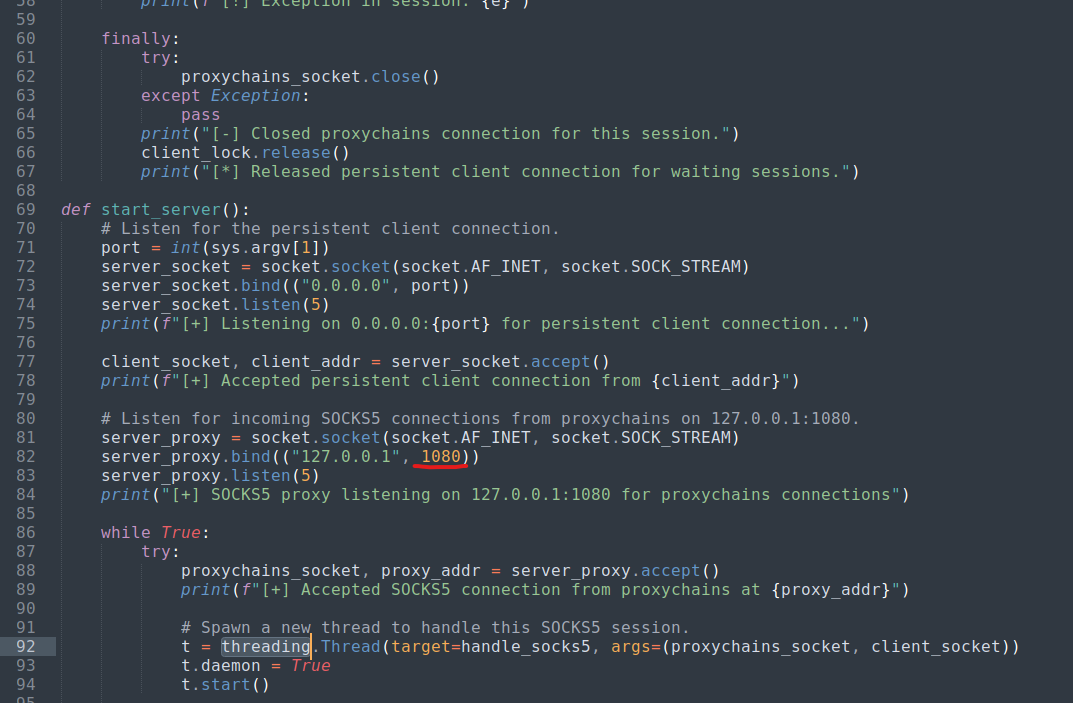 58 print(f"[!] Exception in session: {e}")
59
60 finally:
61 try:
62 proxychains_socket.close()
63 except Exception:
64 pass
65 print("[-] Closed proxychains connection for this session.")
66 client_lock.release()
67 print("[*] Released persistent client connection for waiting sessions.")
68
69 def start_server():
70 # Listen for the persistent client connection.
71 port = int(sys.argv[1])
72 server_socket = socket.socket(socket.AF_INET, socket.SOCK_STREAM)
73 server_socket.bind(("0.0.0.0", port))
74 server_socket.listen(5)
75 print(f"[+] Listening on 0.0.0.0:{port} for persistent client connection...")
76
77 client_socket, client_addr = server_socket.accept()
78 print(f"[+] Accepted persistent client connection from {client_addr}")
79
80 # Listen for incoming SOCKS5 connections from proxychains on 127.0.0.1:1080.
81 server_proxy = socket.socket(socket.AF_INET, socket.SOCK_STREAM)
82 server_proxy.bind(("127.0.0.1", 1080))
83 server_proxy.listen(5)
84 print("[+] SOCKS5 proxy listening on 127.0.0.1:1080 for proxychains connections")
85
86 while True:
87 try:
88 proxychains_socket, proxy_addr = server_proxy.accept()
89 print(f"[+] Accepted SOCKS5 connection from proxychains at {proxy_addr}")
90
91 # Spawn a new thread to handle this SOCKS5 session.
92 t = threading.Thread(target=handle_socks5, args=(proxychains_socket, client_socket))
93 t.daemon = True
94 t.start()
95